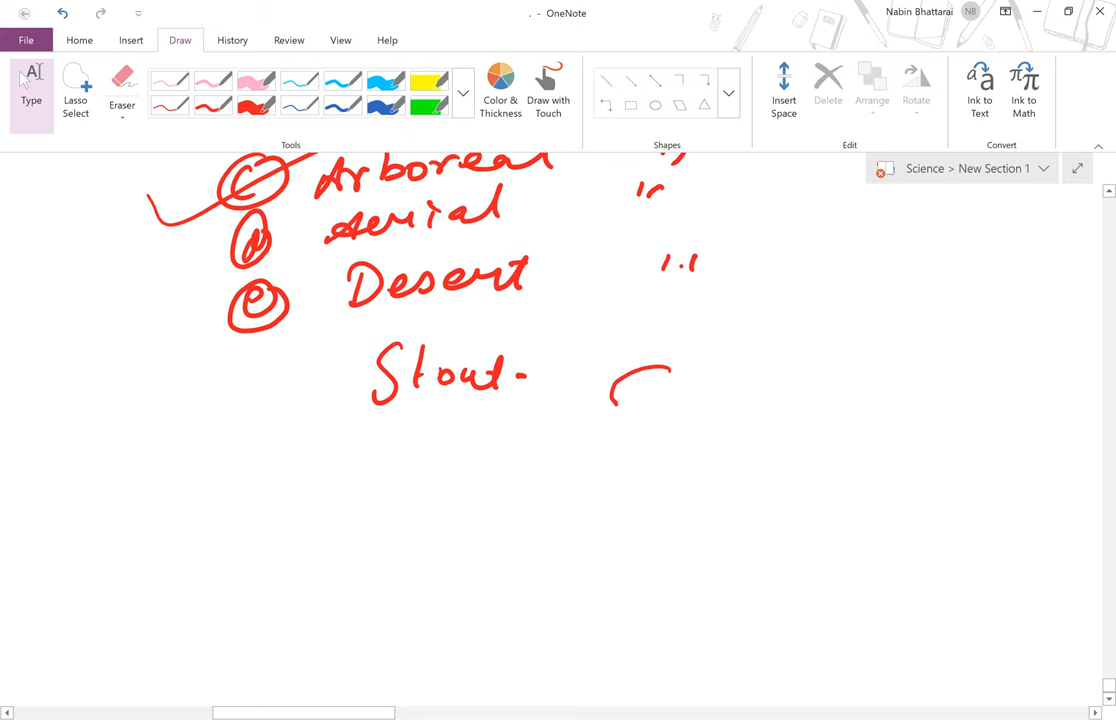 . - OneNote
Nabin Bhattarai NB
File Home Insert Draw History Review View Help
Type
Lasso Select
Eraser
Color & Thickness
Draw with Touch
Insert Space
Delete
Arrange
Rotate
Ink to Text
Ink to Math
Tools Shapes Edit Convert
Science > New Section 1
C Arboreal
Aerial
e Desert
Stout-